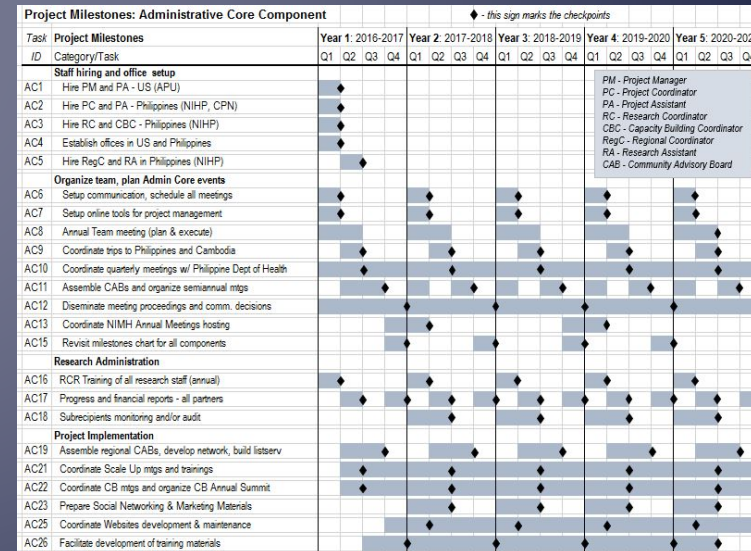 Project Milestones: Administrative Core Component
♦ - this sign marks the checkpoints
Task Project Milestones Year 1: 2016-2017 Year 2: 2017-2018 Year 3: 2018-2019 Year 4: 2019-2020 Year 5: 2020-202
ID Category/Task Q1 Q2 Q3 Q4 Q1 Q2 Q3 Q4 Q1 Q2 Q3 Q4 Q1 Q2 Q3 Q4 Q1 Q2 Q3 Q4
Staff hiring and office setup
AC1 Hire PM and PA - US (APU)
AC2 Hire PC and PA - Philippines (NIHP, CPN)
AC3 Hire RC and CBC - Philippines (NIHP)
AC4 Establish offices in US and Philippines
AC5 Hire RegC and RA in Philippines (NIHP)
PM - Project Manager
PC - Project Coordinator
PA - Project Assistant
RC - Research Coordinator
CBC - Capacity Building Coordinator
RegC - Regional Coordinator
RA - Research Assistant
CAB - Community Advisory Board
Organize team, plan Admin Core events
AC6 Setup communication, schedule all meetings
AC7 Setup online tools for project management
AC8 Annual Team meeting (plan & execute)
AC9 Coordinate trips to Philippines and Cambodia
AC10 Coordinate quarterly meetings w/ Philippine Dept of Health
AC11 Assemble CABs and organize semiannual mtgs
AC12 Diseminate meeting proceedings and comm. decisions
AC13 Coordinate NIMH Annual Meetings hosting
AC15 Revisit milestones chart for all components
Research Administration
AC16 RCR Training of all research staff (annual)
AC17 Progress and financial reports - all partners
AC18 Subrecipients monitoring and/or audit
Project Implementation
AC19 Assemble regional CABs, develop network, build listserv
AC21 Coordinate Scale Up mtgs and trainings
AC22 Coordinate CB mtgs and organize CB Annual Summit
AC23 Prepare Social Networking & Marketing Materials
AC25 Coordinate Websites development & maintenance
AC26 Facilitate development of training materials